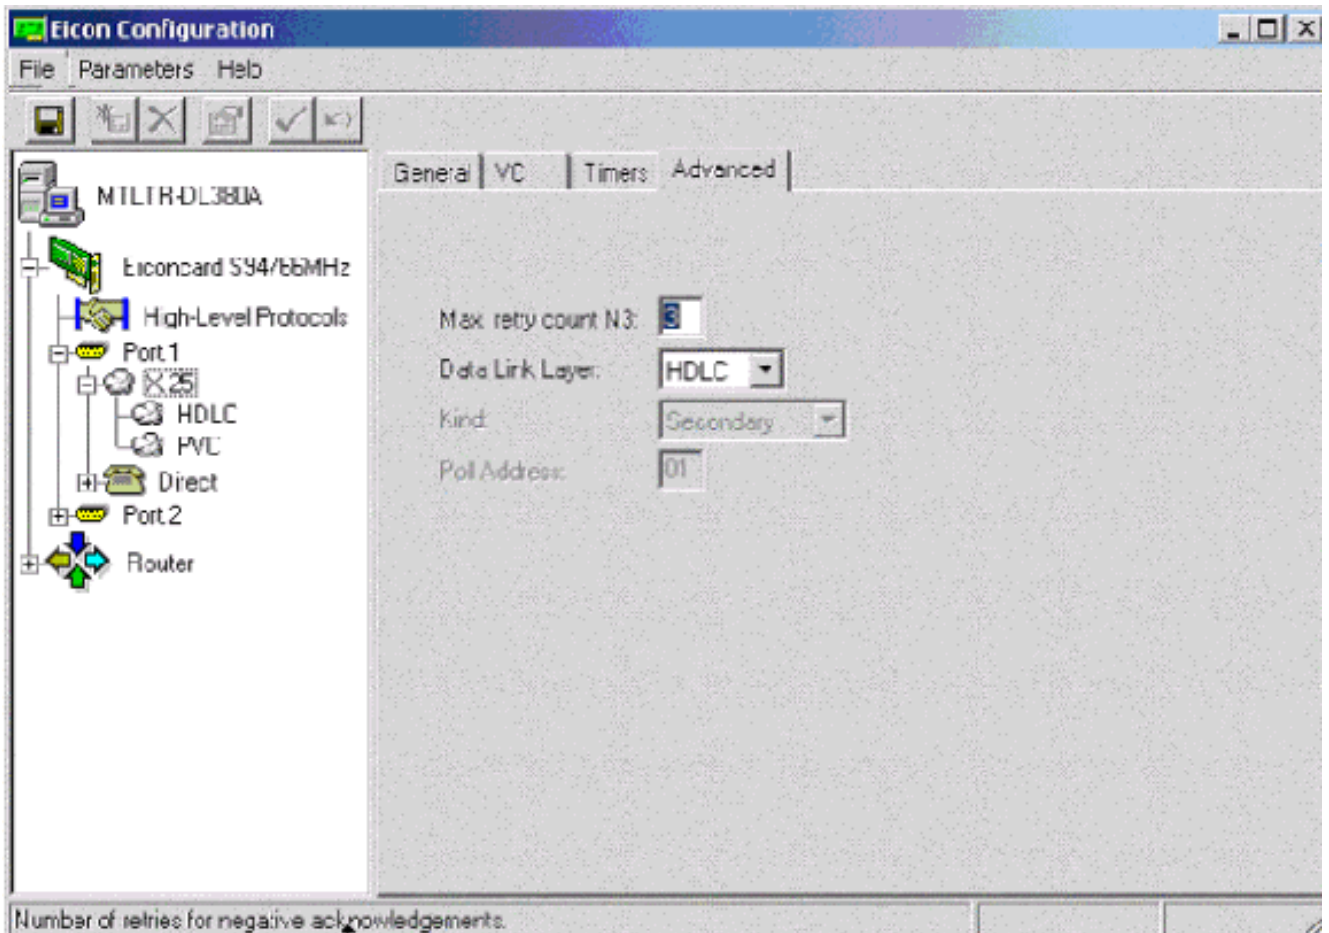 Eicon Configuration
File Parameters Help
MTLTR-DL380A
Eiconcard S94/66MHz
High-Level Protocols
Port 1
X.25
HDLC
PVC
Direct
Port 2
Router
General VC Timers Advanced
Max. retry count N3: 3
Data Link Layer: HDLC
Kind: Secondary
Poll Address: 01
Number of retries for negative acknowledgements.